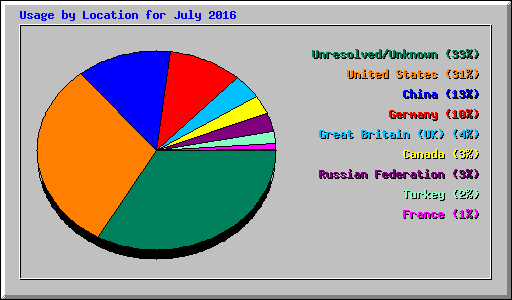 Usage by Location for July 2016
Unresolved/Unknown (33%)
United States (31%)
China (13%)
Germany (10%)
Great Britain (UK) (4%)
Canada (3%)
Russian Federation (3%)
Turkey (2%)
France (1%)